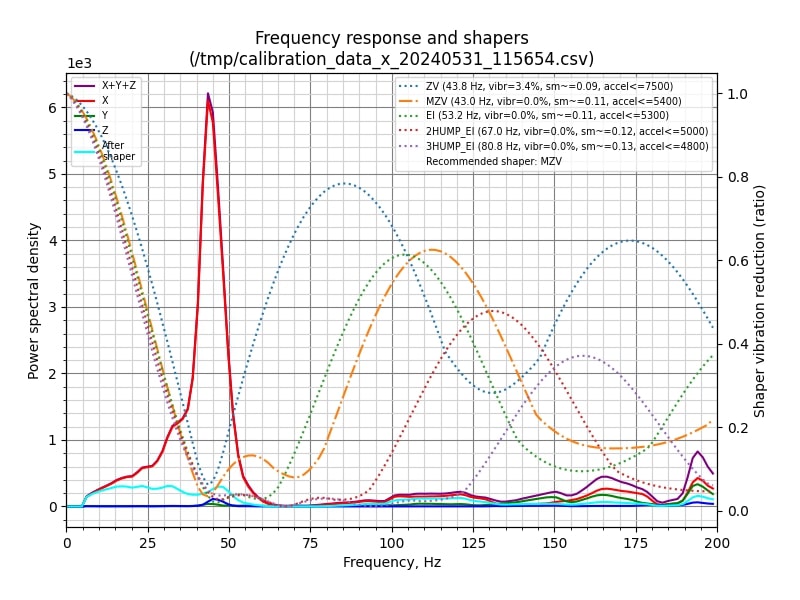 Frequency response and shapers
(/tmp/calibration_data_x_20240531_115654.csv)
1e3
X+Y+Z
X
Y
Z
After
shaper
ZV (43.8 Hz, vibr=3.4%, sm~=0.09, accel<=7500)
MZV (43.0 Hz, vibr=0.0%, sm~=0.11, accel<=5400)
EI (53.2 Hz, vibr=0.0%, sm~=0.11, accel<=5300)
2HUMP_EI (67.0 Hz, vibr=0.0%, sm~=0.12, accel<=5000)
3HUMP_EI (80.8 Hz, vibr=0.0%, sm~=0.13, accel<=4800)
Recommended shaper: MZV
Power spectral density
6
5
4
3
2
1
0
1.0
0.8
0.6
0.4
0.2
0.0
Shaper vibration reduction (ratio)
0 25 50 75 100 125 150 175 200
Frequency, Hz